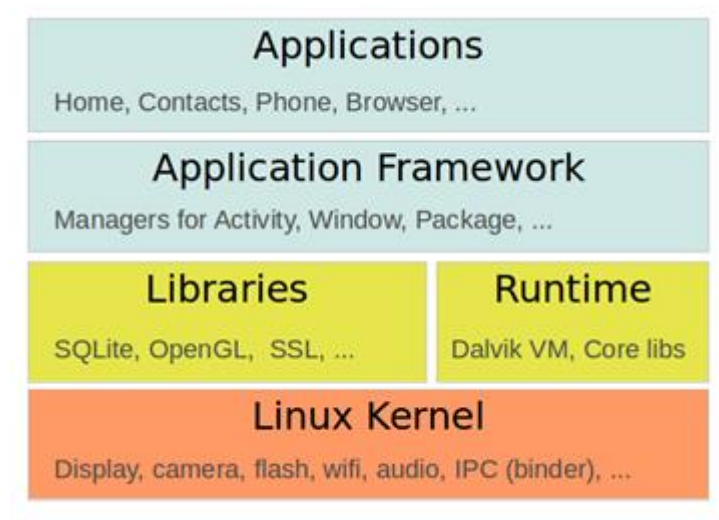 Applications
Home, Contacts, Phone, Browser, ...
Application Framework
Managers for Activity, Window, Package, ...
Libraries
SQLite, OpenGL,  SSL, ...
Runtime
Dalvik VM, Core libs
Linux Kernel
Display, camera, flash, wifi, audio, IPC (binder), ...